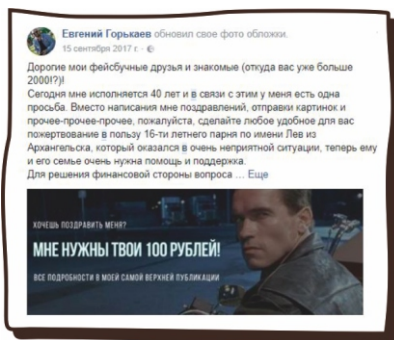 Евгений Горькаев обновил свое фото обложки.
15 сентября 2017 г. ·
Дорогие мои фейсбучные друзья и знакомые (откуда вас уже больше
2000!?)!
Сегодня мне исполняется 40 лет и в связи с этим у меня есть одна
просьба. Вместо написания мне поздравлений, отправки картинок и
прочее-прочее-прочее, пожалуйста, сделайте любое удобное для вас
пожертвование в пользу 16-ти летнего парня по имени Лев из
Архангельска, который оказался в очень неприятной ситуации, теперь ему
и его семье очень нужна помощь и поддержка.
Для решения финансовой стороны вопроса ... Еще
ХОЧЕШЬ ПОЗДРАВИТЬ МЕНЯ?
МНЕ НУЖНЫ ТВОИ 100 РУБЛЕЙ!
ВСЕ ПОДРОБНОСТИ В МОЕЙ САМОЙ ВЕРХНЕЙ ПУБЛИКАЦИИ